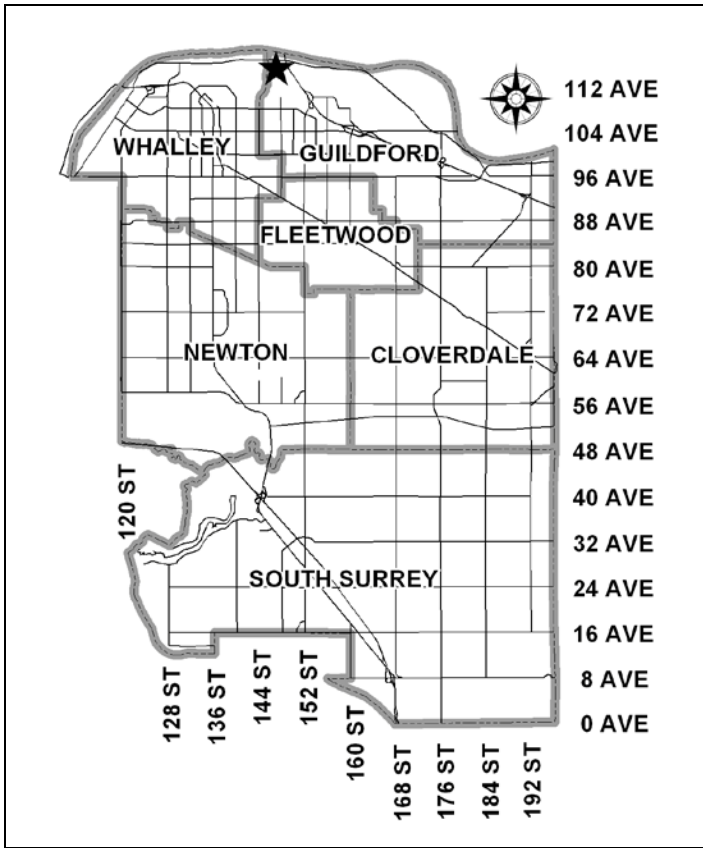 112 AVE
104 AVE
WHALLEY
GUILDFORD
96 AVE
88 AVE
FLEETWOOD
80 AVE
72 AVE
NEWTON
CLOVERDALE
64 AVE
56 AVE
48 AVE
120 ST
40 AVE
32 AVE
SOUTH SURREY
24 AVE
16 AVE
128 ST
136 ST
144 ST
152 ST
160 ST
8 AVE
0 AVE
168 ST
176 ST
184 ST
192 ST